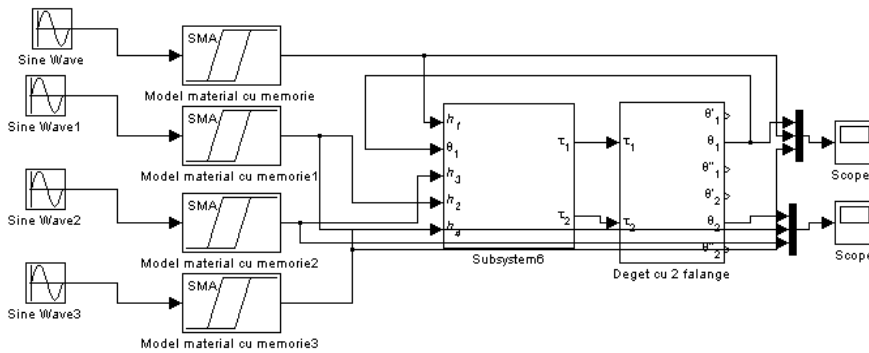 SMA
Sine Wave
Model material cu memorie
SMA
Sine Wave1
Model material cu memorie1
SMA
Sine Wave2
Model material cu memorie2
SMA
Sine Wave3
Model material cu memorie3
h1
θ1
h3
h2
h4
τ1
τ2
Subsystem6
τ1
τ2
θ'1
θ1
θ''1
θ'2
θ2
θ''2
Deget cu 2 falange
Scope
Scope